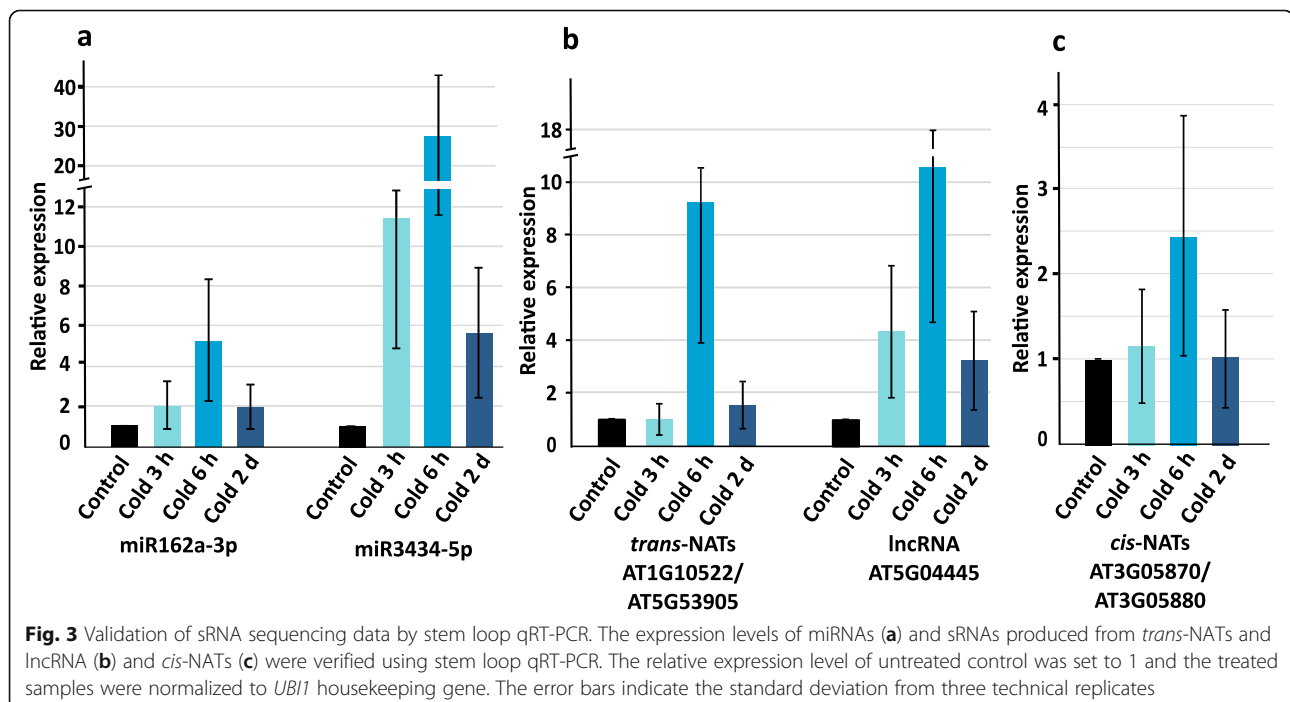 a
b
c
Relative expression
40
30
20
12
10
8
6
4
2
0
Control
Cold 3 h
Cold 6 h
Cold 2 d
Control
Cold 3 h
Cold 6 h
Cold 2 d
miR162a-3p
miR3434-5p
Relative expression
18
10
8
6
4
2
0
Control
Cold 3 h
Cold 6 h
Cold 2 d
Control
Cold 3 h
Cold 6 h
Cold 2 d
trans-NATs
AT1G10522/
AT5G53905
lncRNA
AT5G04445
Relative expression
4
3
2
1
0
Control
Cold 3 h
Cold 6 h
Cold 2 d
cis-NATs
AT3G05870/
AT3G05880
Fig. 3 Validation of sRNA sequencing data by stem loop qRT-PCR. The expression levels of miRNAs (a) and sRNAs produced from trans-NATs and
lncRNA (b) and cis-NATs (c) were verified using stem loop qRT-PCR. The relative expression level of untreated control was set to 1 and the treated
samples were normalized to UBI1 housekeeping gene. The error bars indicate the standard deviation from three technical replicates